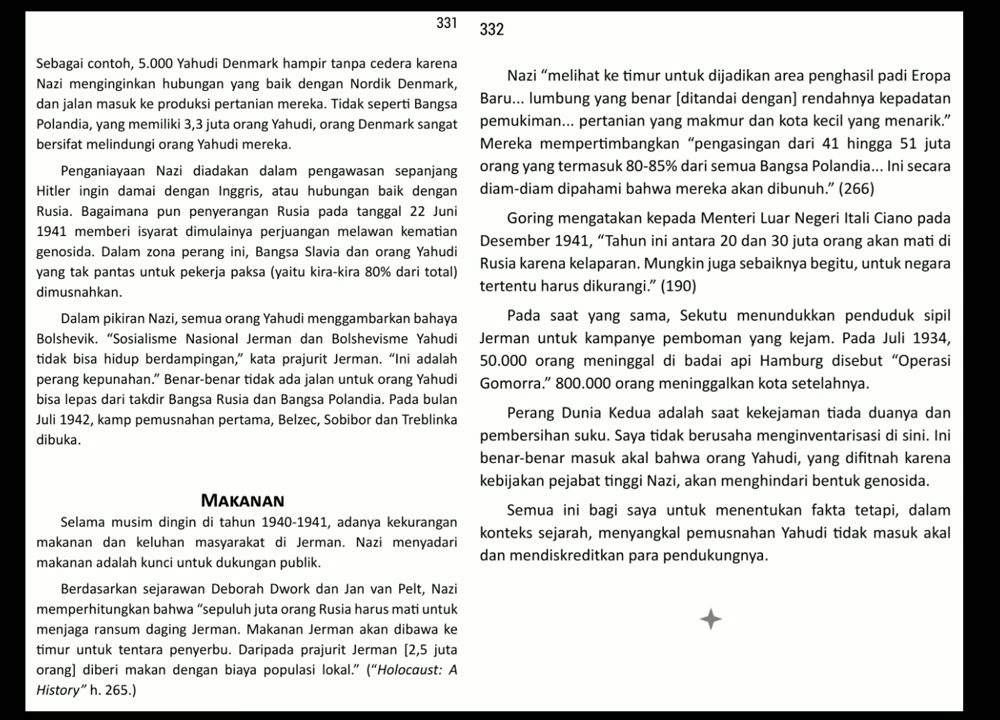 331
Sebagai contoh, 5.000 Yahudi Denmark hampir tanpa cedera karena
Nazi menginginkan hubungan yang baik dengan Nordik Denmark,
dan jalan masuk ke produksi pertanian mereka. Tidak seperti Bangsa
Polandia, yang memiliki 3,3 juta orang Yahudi, orang Denmark sangat
bersifat melindungi orang Yahudi mereka.
Penganiayaan Nazi diadakan dalam pengawasan sepanjang
Hitler ingin damai dengan Inggris, atau hubungan baik dengan
Rusia. Bagaimana pun penyerangan Rusia pada tanggal 22 Juni
1941 memberi isyarat dimulainya perjuangan melawan kematian
genosida. Dalam zona perang ini, Bangsa Slavia dan orang Yahudi
yang tak pantas untuk pekerja paksa (yaitu kira-kira 80% dari total)
dimusnahkan.
Dalam pikiran Nazi, semua orang Yahudi menggambarkan bahaya
Bolshevik. “Sosialisme Nasional Jerman dan Bolshevisme Yahudi
tidak bisa hidup berdampingan,” kata prajurit Jerman. “Ini adalah
perang kepunahan.” Benar-benar tidak ada jalan untuk orang Yahudi
bisa lepas dari takdir Bangsa Rusia dan Bangsa Polandia. Pada bulan
Juli 1942, kamp pemusnahan pertama, Belzec, Sobibor dan Treblinka
dibuka.
MAKANAN
Selama musim dingin di tahun 1940-1941, adanya kekurangan
makanan dan keluhan masyarakat di Jerman. Nazi menyadari
makanan adalah kunci untuk dukungan publik.
Berdasarkan sejarawan Deborah Dwork dan Jan van Pelt, Nazi
memperhitungkan bahwa “sepuluh juta orang Rusia harus mati untuk
menjaga ransum daging Jerman. Makanan Jerman akan dibawa ke
timur untuk tentara penyerbu. Daripada prajurit Jerman [2,5 juta
orang] diberi makan dengan biaya populasi lokal.” (“Holocaust: A
History” h. 265.)
332
Nazi “melihat ke timur untuk dijadikan area penghasil padi Eropa
Baru... lumbung yang benar [ditandai dengan] rendahnya kepadatan
pemukiman... pertanian yang makmur dan kota kecil yang menarik.”
Mereka mempertimbangkan “pengasingan dari 41 hingga 51 juta
orang yang termasuk 80-85% dari semua Bangsa Polandia... Ini secara
diam-diam dipahami bahwa mereka akan dibunuh.” (266)
Goring mengatakan kepada Menteri Luar Negeri Itali Ciano pada
Desember 1941, “Tahun ini antara 20 dan 30 juta orang akan mati di
Rusia karena kelaparan. Mungkin juga sebaiknya begitu, untuk negara
tertentu harus dikurangi.” (190)
Pada saat yang sama, Sekutu menundukkan penduduk sipil
Jerman untuk kampanye pemboman yang kejam. Pada Juli 1934,
50.000 orang meninggal di badai api Hamburg disebut “Operasi
Gomorra.” 800.000 orang meninggalkan kota setelahnya.
Perang Dunia Kedua adalah saat kekejaman tiada duanya dan
pembersihan suku. Saya tidak berusaha menginventarisasi di sini. Ini
benar-benar masuk akal bahwa orang Yahudi, yang difitnah karena
kebijakan pejabat tinggi Nazi, akan menghindari bentuk genosida.
Semua ini bagi saya untuk menentukan fakta tetapi, dalam
konteks sejarah, menyangkal pemusnahan Yahudi tidak masuk akal
dan mendiskreditkan para pendukungnya.